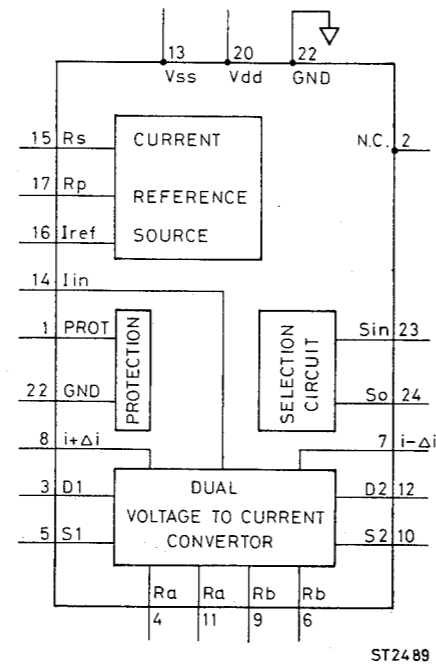 13 20 22
Vss Vdd GND
15 Rs CURRENT
N.C. 2
17 Rp REFERENCE
16 Iref SOURCE
14 Iin
1 PROT
PROTECTION
SELECTION
CIRCUIT
Sin 23
22 GND
So 24
8 i+Δi
7 i-Δi
3 D1 DUAL D2 12
VOLTAGE TO CURRENT
5 S1 CONVERTOR S2 10
Ra Ra Rb Rb
4 11 9 6
ST2489